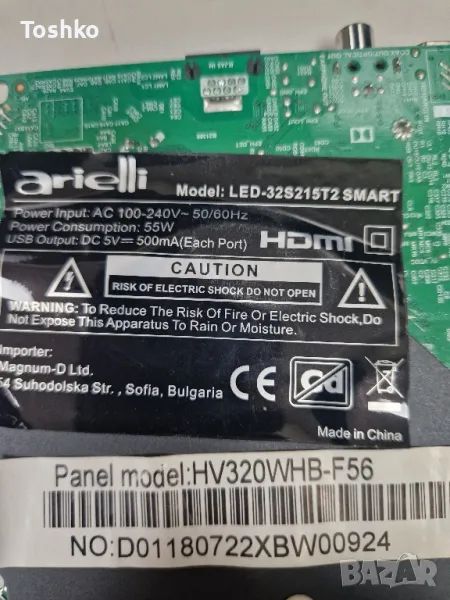 Toshko
arielli
Model: LED-32S215T2 SMART
Power Input: AC 100-240V~ 50/60Hz
Power Consumption: 55W
USB Output: DC 5V⎓ 500mA(Each Port)
HDMI
CAUTION
RISK OF ELECTRIC SHOCK DO NOT OPEN
WARNING: To Reduce The Risk Of Fire Or Electric Shock,Do
Not Expose This Apparatus To Rain Or Moisture.
Importer:
Magnum-D Ltd.
54 Suhodolska Str. , Sofia, Bulgaria
CE
Pb
Made in China
Panel model:HV320WHB-F56
NO:D01180722XBW00924
bazar